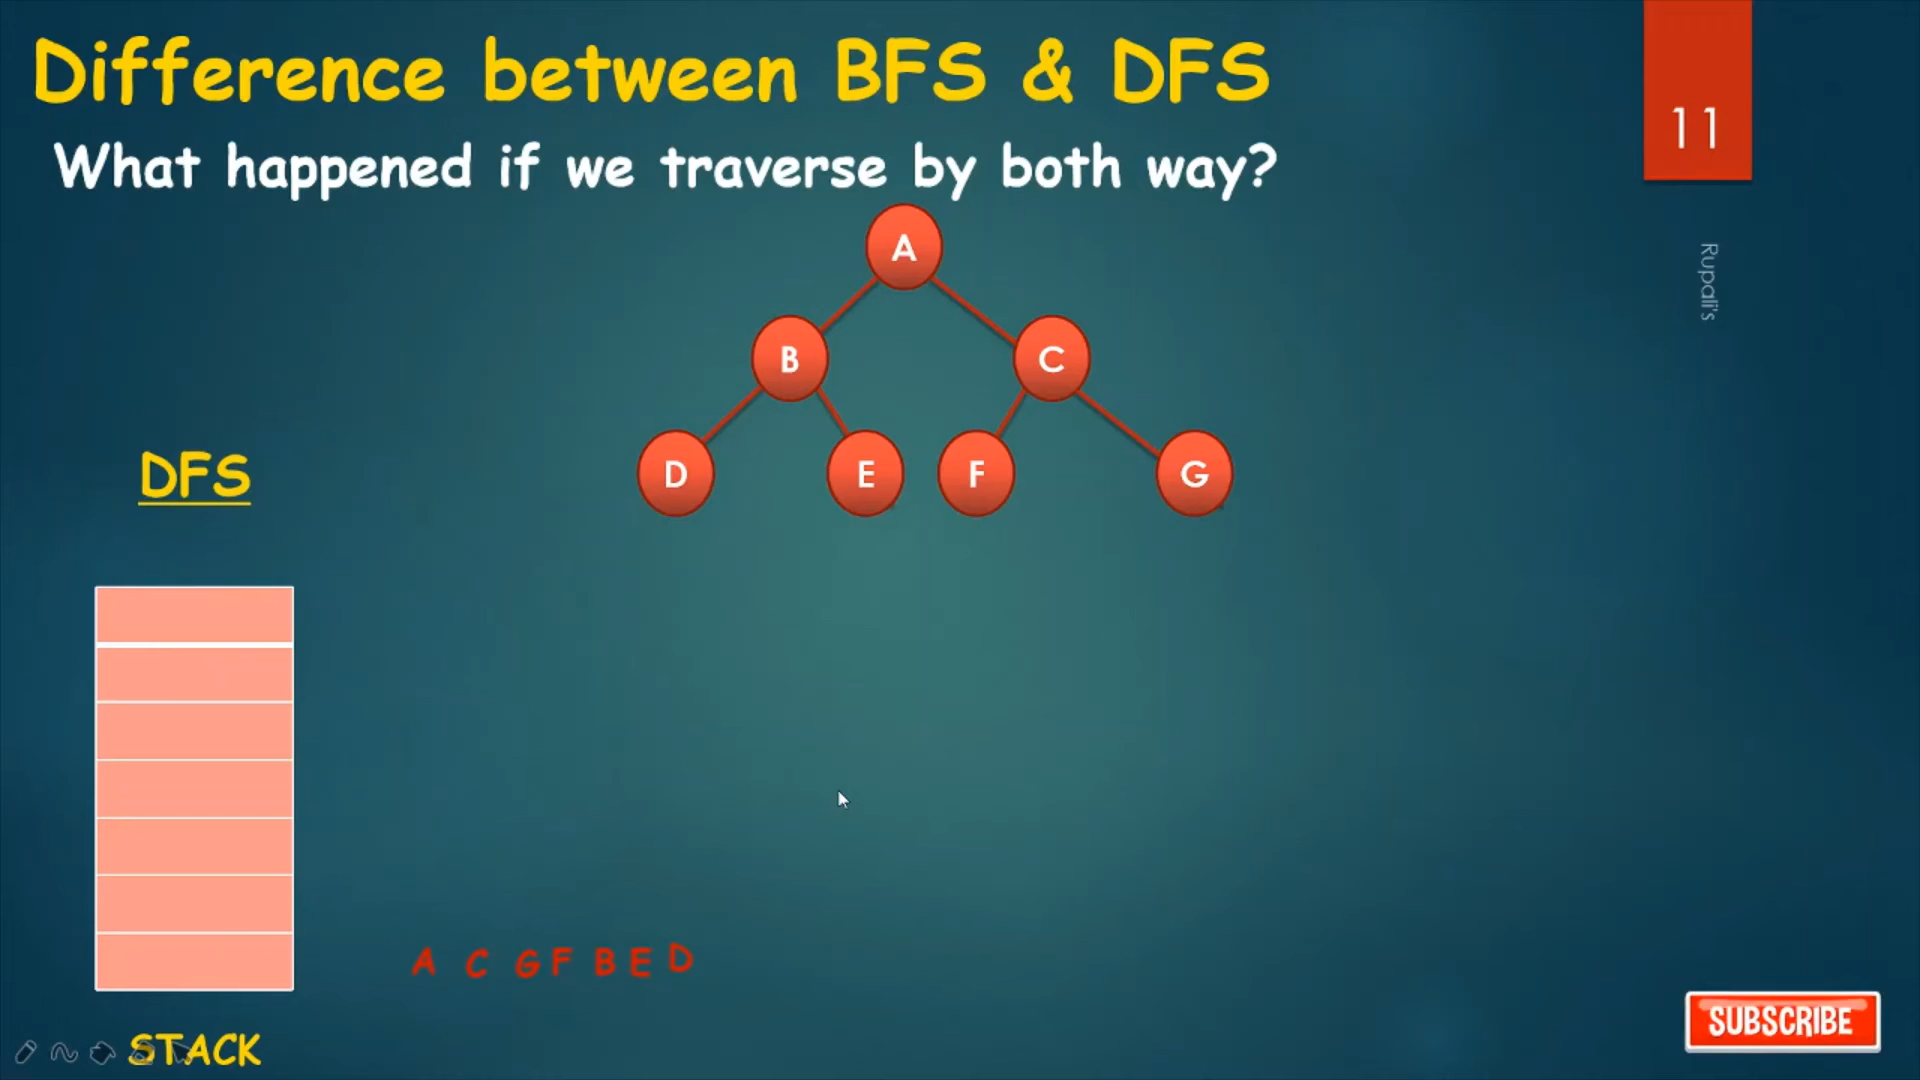 Difference between BFS & DFS
11
What happened if we traverse by both way?
Rupali's
A
B
C
D
E
F
G
DFS
A C G F B E D
STACK
SUBSCRIBE